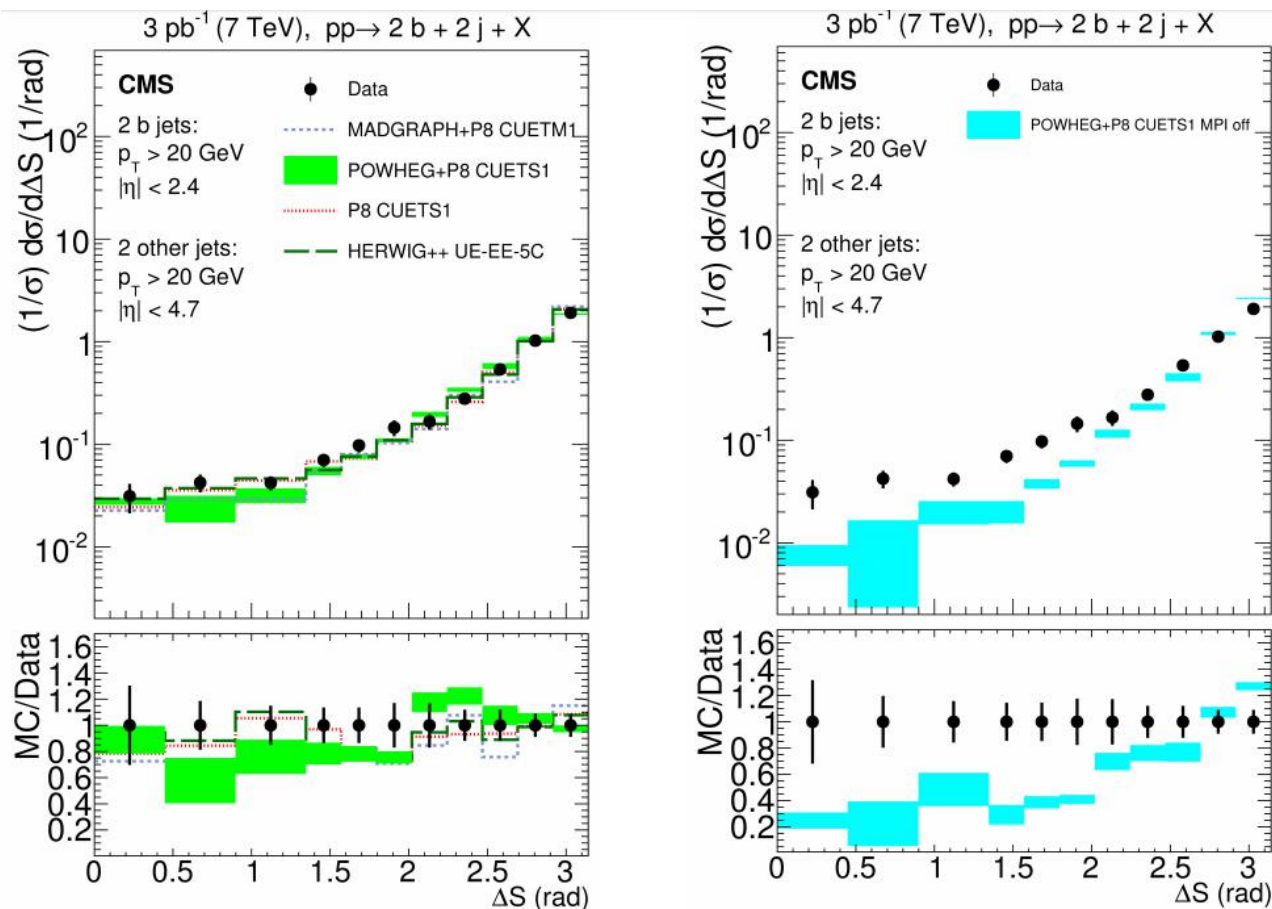 3 pb⁻¹ (7 TeV), pp→ 2 b + 2 j + X
CMS
2 b jets:
p_T > 20 GeV
|η| < 2.4
2 other jets:
p_T > 20 GeV
|η| < 4.7
Data
MADGRAPH+P8 CUETM1
POWHEG+P8 CUETS1
P8 CUETS1
HERWIG++ UE-EE-5C
(1/σ) dσ/dΔS (1/rad)
10²
10
1
10⁻¹
10⁻²
MC/Data
1.6
1.4
1.2
1
0.8
0.6
0.4
0.2
0 0.5 1 1.5 2 2.5 3
ΔS (rad)
3 pb⁻¹ (7 TeV), pp→ 2 b + 2 j + X
CMS
2 b jets:
p_T > 20 GeV
|η| < 2.4
2 other jets:
p_T > 20 GeV
|η| < 4.7
Data
POWHEG+P8 CUETS1 MPI off
(1/σ) dσ/dΔS (1/rad)
10²
10
1
10⁻¹
10⁻²
MC/Data
1.6
1.4
1.2
1
0.8
0.6
0.4
0.2
0 0.5 1 1.5 2 2.5 3
ΔS (rad)